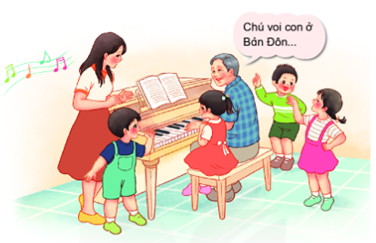 Chú voi con ở
Bản Đôn...